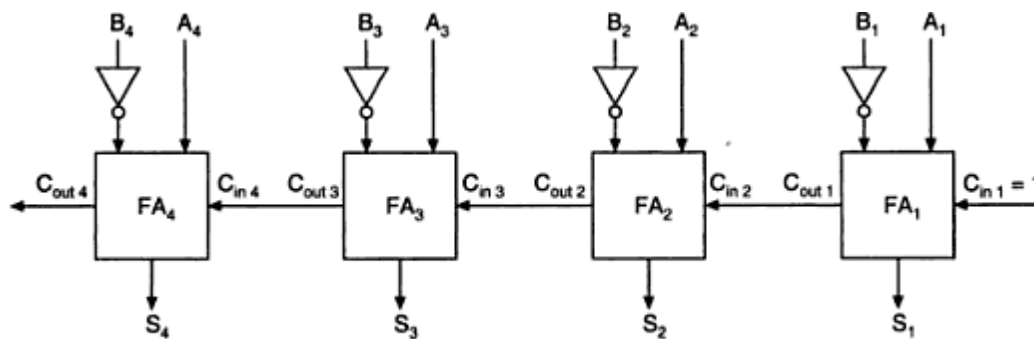 B4 A4 B3 A3 B2 A2 B1 A1
Cout 4 FA4 Cin 4 Cout 3 FA3 Cin 3 Cout 2 FA2 Cin 2 Cout 1 FA1 Cin 1 =
S4 S3 S2 S1